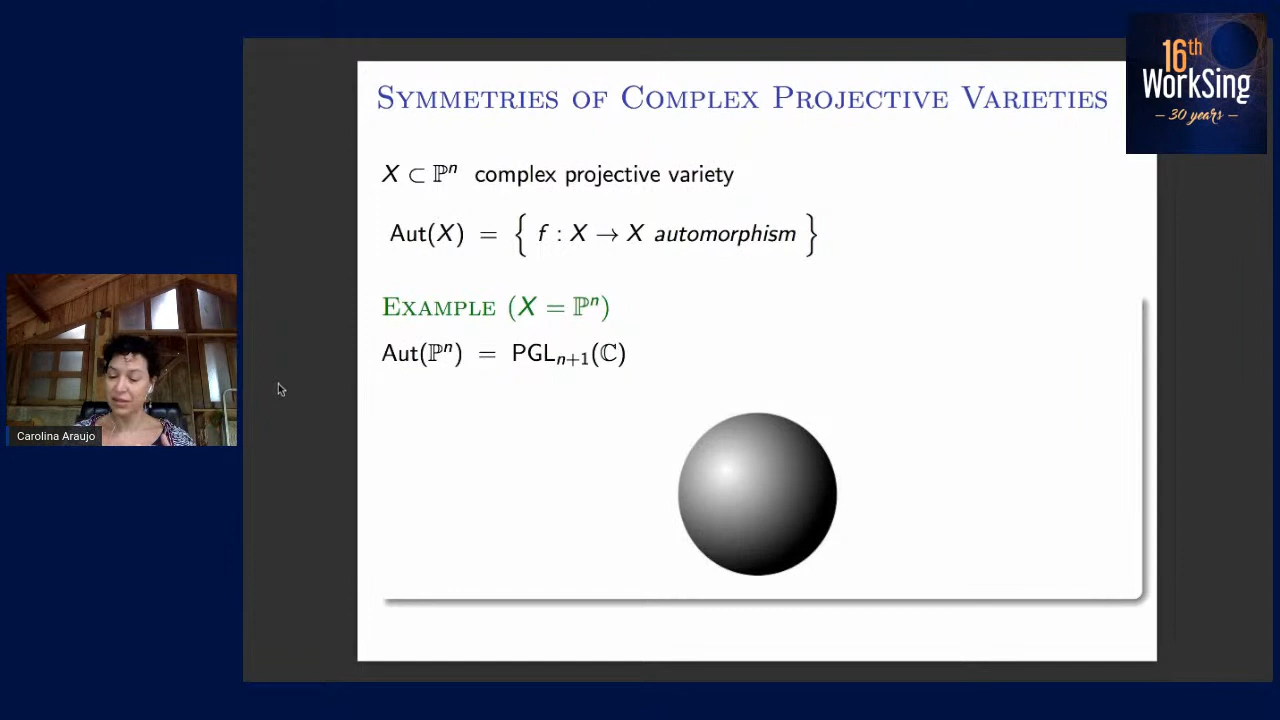 SYMMETRIES OF COMPLEX PROJECTIVE VARIETIES
16th
WorkSing
— 30 years —
X ⊂ ℙⁿ complex projective variety
Aut(X) = { f : X → X automorphism }
EXAMPLE (X = ℙⁿ)
Aut(ℙⁿ) = PGLₙ₊₁(ℂ)
Carolina Araujo